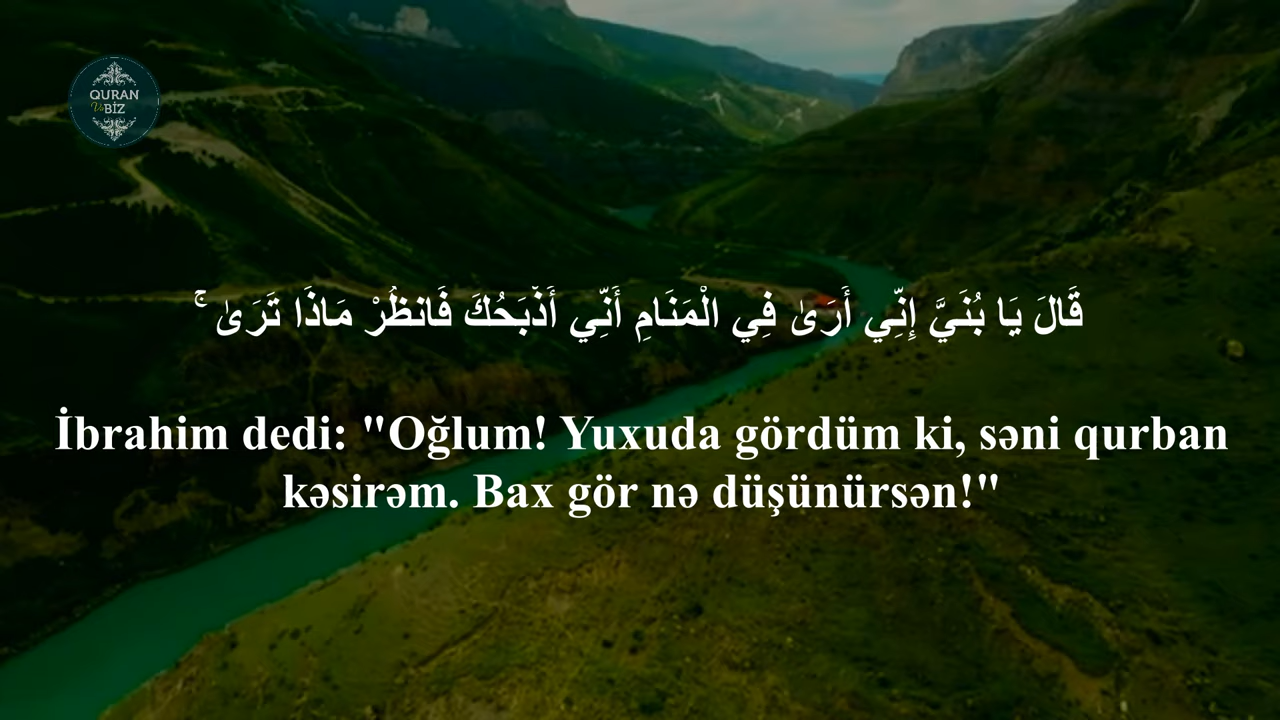 QURAN
Və BİZ
قَالَ يَا بُنَيَّ إِنِّي أَرَىٰ فِي الْمَنَامِ أَنِّي أَذْبَحُكَ فَانظُرْ مَاذَا تَرَىٰ ۚ
İbrahim dedi: "Oğlum! Yuxuda gördüm ki, səni qurban
kəsirəm. Bax gör nə düşünürsən!"